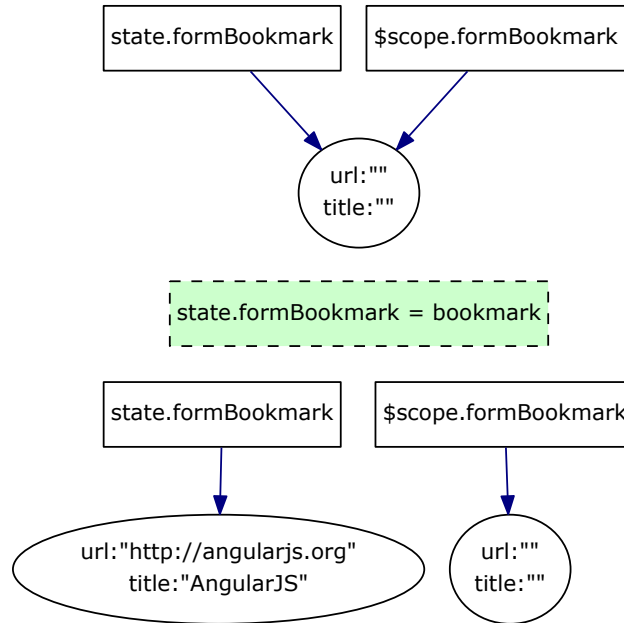 state.formBookmark
$scope.formBookmark
url:""
title:""
state.formBookmark = bookmark
state.formBookmark
$scope.formBookmark
url:"http://angularjs.org"
title:"AngularJS"
url:""
title:""